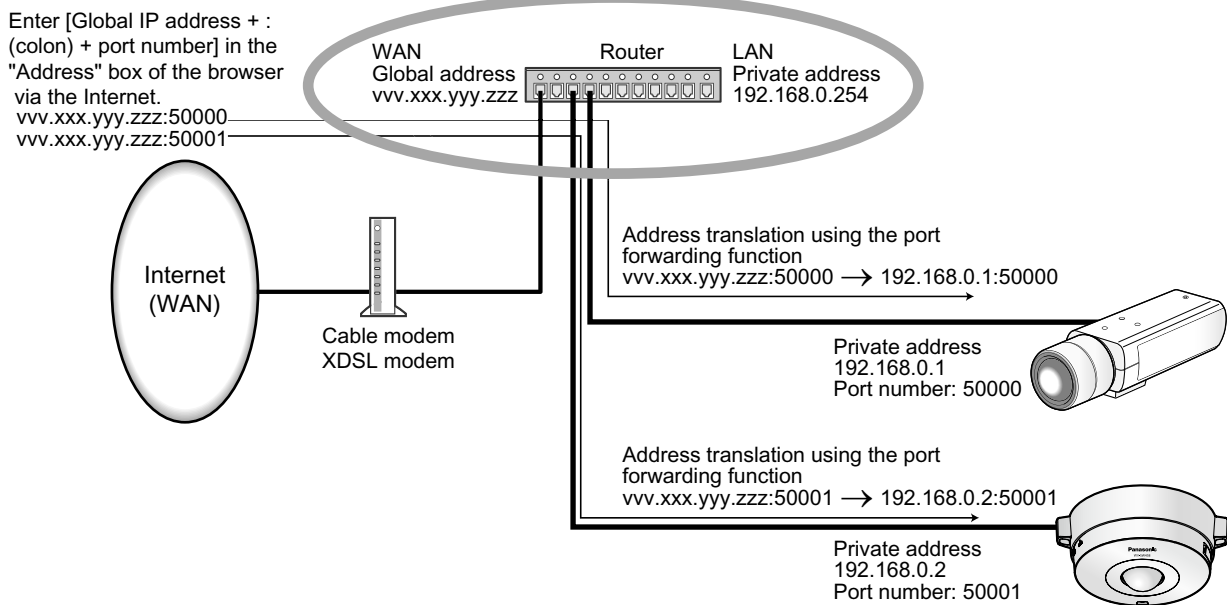 Enter [Global IP address + :
(colon) + port number] in the
"Address" box of the browser
via the Internet.
vvv.xxx.yyy.zzz:50000
vvv.xxx.yyy.zzz:50001
WAN
Global address
vvv.xxx.yyy.zzz
Router
LAN
Private address
192.168.0.254
Internet
(WAN)
Cable modem
XDSL modem
Address translation using the port
forwarding function
vvv.xxx.yyy.zzz:50000 → 192.168.0.1:50000
Private address
192.168.0.1
Port number: 50000
Address translation using the port
forwarding function
vvv.xxx.yyy.zzz:50001 → 192.168.0.2:50001
Private address
192.168.0.2
Port number: 50001
Panasonic